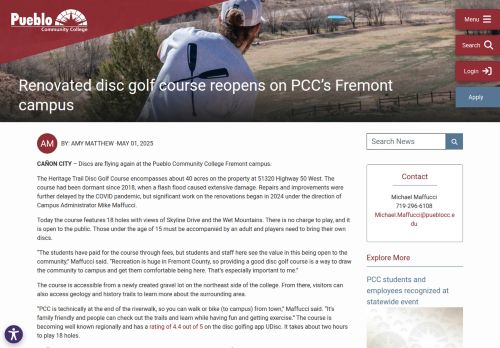 Pueblo
Community College
Menu
Search
Login
Apply
Renovated disc golf course reopens on PCC's Fremont
campus
AM BY: AMY MATTHEW MAY 01, 2025
CAÑON CITY – Discs are flying again at the Pueblo Community College Fremont campus.
The Heritage Trail Disc Golf Course encompasses about 40 acres on the property at 51320 Highway 50 West. The
course had been dormant since 2018, when a flash flood caused extensive damage. Repairs and improvements were
further delayed by the COVID pandemic, but significant work on the renovations began in 2024 under the direction of
Campus Administrator Mike Maffucci.
Today the course features 18 holes with views of Skyline Drive and the Wet Mountains. There is no charge to play, and it
is open to the public. Those under the age of 15 must be accompanied by an adult and players need to bring their own
discs.
"The students have paid for the course through fees, but students and staff here see the value in this being open to the
community," Maffucci said. "Recreation is huge in Fremont County, so providing a good disc golf course is a way to draw
the community to campus and get them comfortable being here. That's especially important to me."
The course is accessible from a newly created gravel lot on the northeast side of the college. From there, visitors can
also access geology and history trails to learn more about the surrounding area.
"PCC is technically at the end of the riverwalk, so you can walk or bike (to campus) from town," Maffucci said. "It's
family friendly and people can check out the trails and learn while having fun and getting exercise." The course is
becoming well known regionally and has a rating of 4.4 out of 5 on the disc golfing app UDisc. It takes about two hours
to play 18 holes.
Search News
Contact
Michael Maffucci
719-296-6108
Michael.Maffucci@pueblocc.e
du
Explore More
PCC students and
employees recognized at
statewide event